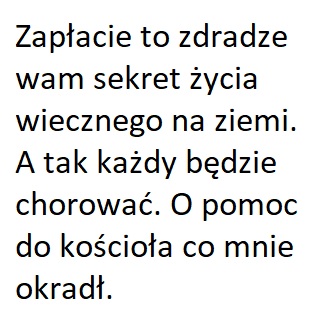 Zapłacie to zdradze
wam sekret życia
wiecznego na ziemi.
A tak każdy będzie
chorować. O pomoc
do kościoła co mnie
okradł.